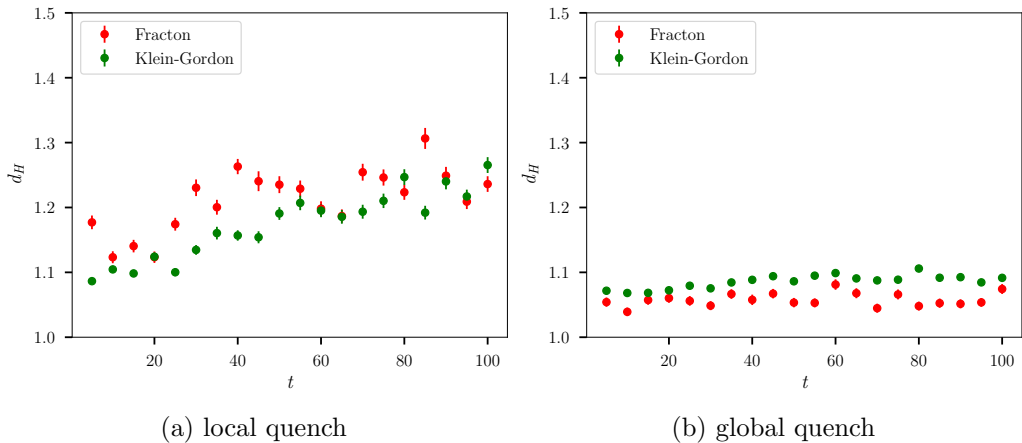 1.5
1.4
1.3
1.2
1.1
1.0
d_H
20
40
60
80
100
t
Fracton
Klein-Gordon
(a) local quench
1.5
1.4
1.3
1.2
1.1
1.0
d_H
20
40
60
80
100
t
Fracton
Klein-Gordon
(b) global quench